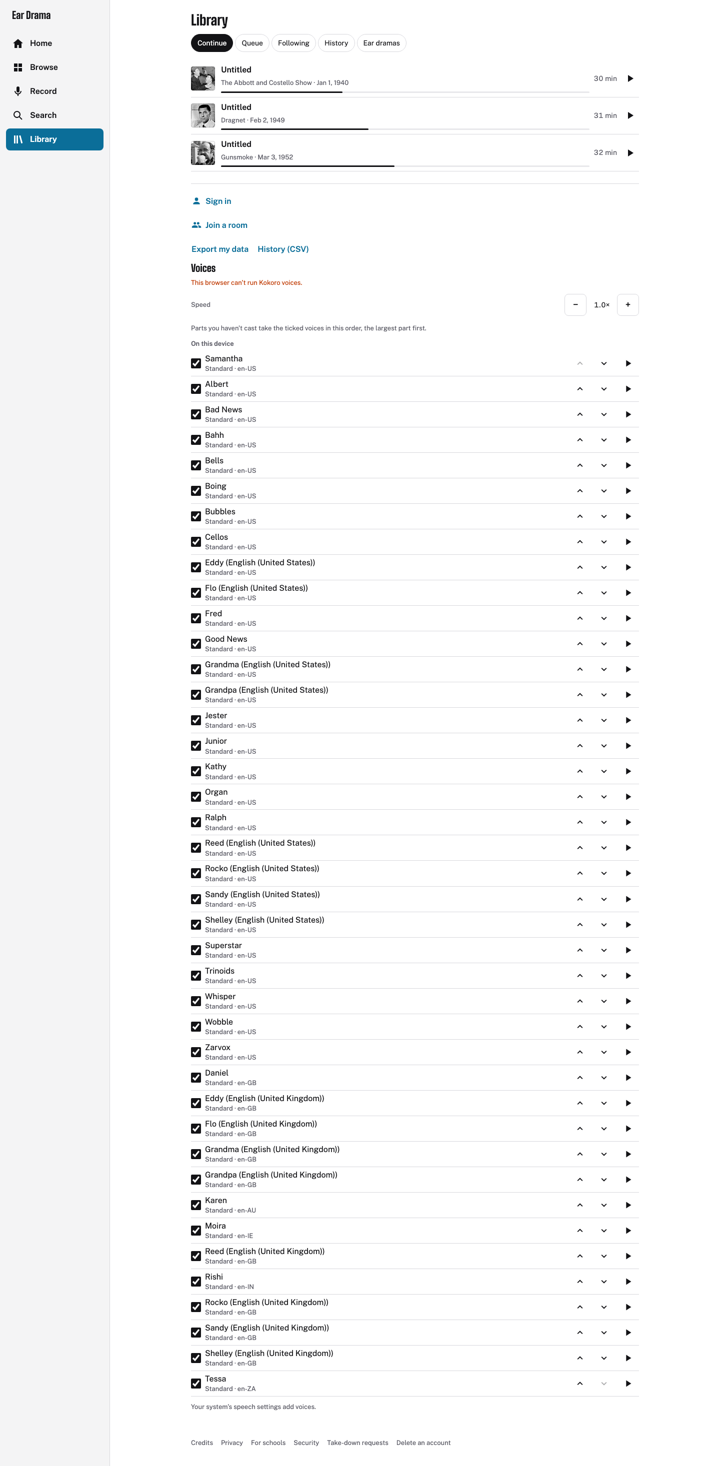 Ear Drama
Home
Browse
Record
Search
Library
Library
Continue
Queue
Following
History
Ear dramas
Untitled
The Abbott and Costello Show · Jan 1, 1940
30 min
Untitled
Dragnet · Feb 2, 1949
31 min
Untitled
Gunsmoke · Mar 3, 1952
32 min
Sign in
Join a room
Export my data
History (CSV)
Voices
This browser can't run Kokoro voices.
Speed
− 1.0× +
Parts you haven't cast take the ticked voices in this order, the largest part first.
On this device
Samantha
Standard · en-US
Albert
Standard · en-US
Bad News
Standard · en-US
Bahh
Standard · en-US
Bells
Standard · en-US
Boing
Standard · en-US
Bubbles
Standard · en-US
Cellos
Standard · en-US
Eddy (English (United States))
Standard · en-US
Flo (English (United States))
Standard · en-US
Fred
Standard · en-US
Good News
Standard · en-US
Grandma (English (United States))
Standard · en-US
Grandpa (English (United States))
Standard · en-US
Jester
Standard · en-US
Junior
Standard · en-US
Kathy
Standard · en-US
Organ
Standard · en-US
Ralph
Standard · en-US
Reed (English (United States))
Standard · en-US
Rocko (English (United States))
Standard · en-US
Sandy (English (United States))
Standard · en-US
Shelley (English (United States))
Standard · en-US
Superstar
Standard · en-US
Trinoids
Standard · en-US
Whisper
Standard · en-US
Wobble
Standard · en-US
Zarvox
Standard · en-US
Daniel
Standard · en-GB
Eddy (English (United Kingdom))
Standard · en-GB
Flo (English (United Kingdom))
Standard · en-GB
Grandma (English (United Kingdom))
Standard · en-GB
Grandpa (English (United Kingdom))
Standard · en-GB
Karen
Standard · en-AU
Moira
Standard · en-IE
Reed (English (United Kingdom))
Standard · en-GB
Rishi
Standard · en-IN
Rocko (English (United Kingdom))
Standard · en-GB
Sandy (English (United Kingdom))
Standard · en-GB
Shelley (English (United Kingdom))
Standard · en-GB
Tessa
Standard · en-ZA
Your system's speech settings add voices.
Credits
Privacy
For schools
Security
Take-down requests
Delete an account